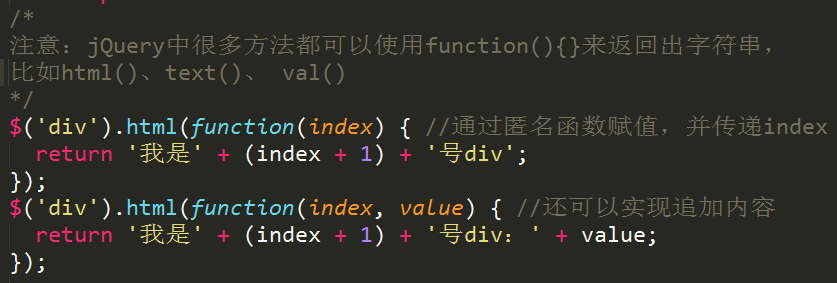 /*
注意：jQuery中很多方法都可以使用function(){}来返回出字符串，
比如html()、text()、 val()
*/
$('div').html(function(index) { //通过匿名函数赋值，并传递index
  return '我是' + (index + 1) + '号div';
});
$('div').html(function(index, value) { //还可以实现追加内容
  return '我是' + (index + 1) + '号div：' + value;
});